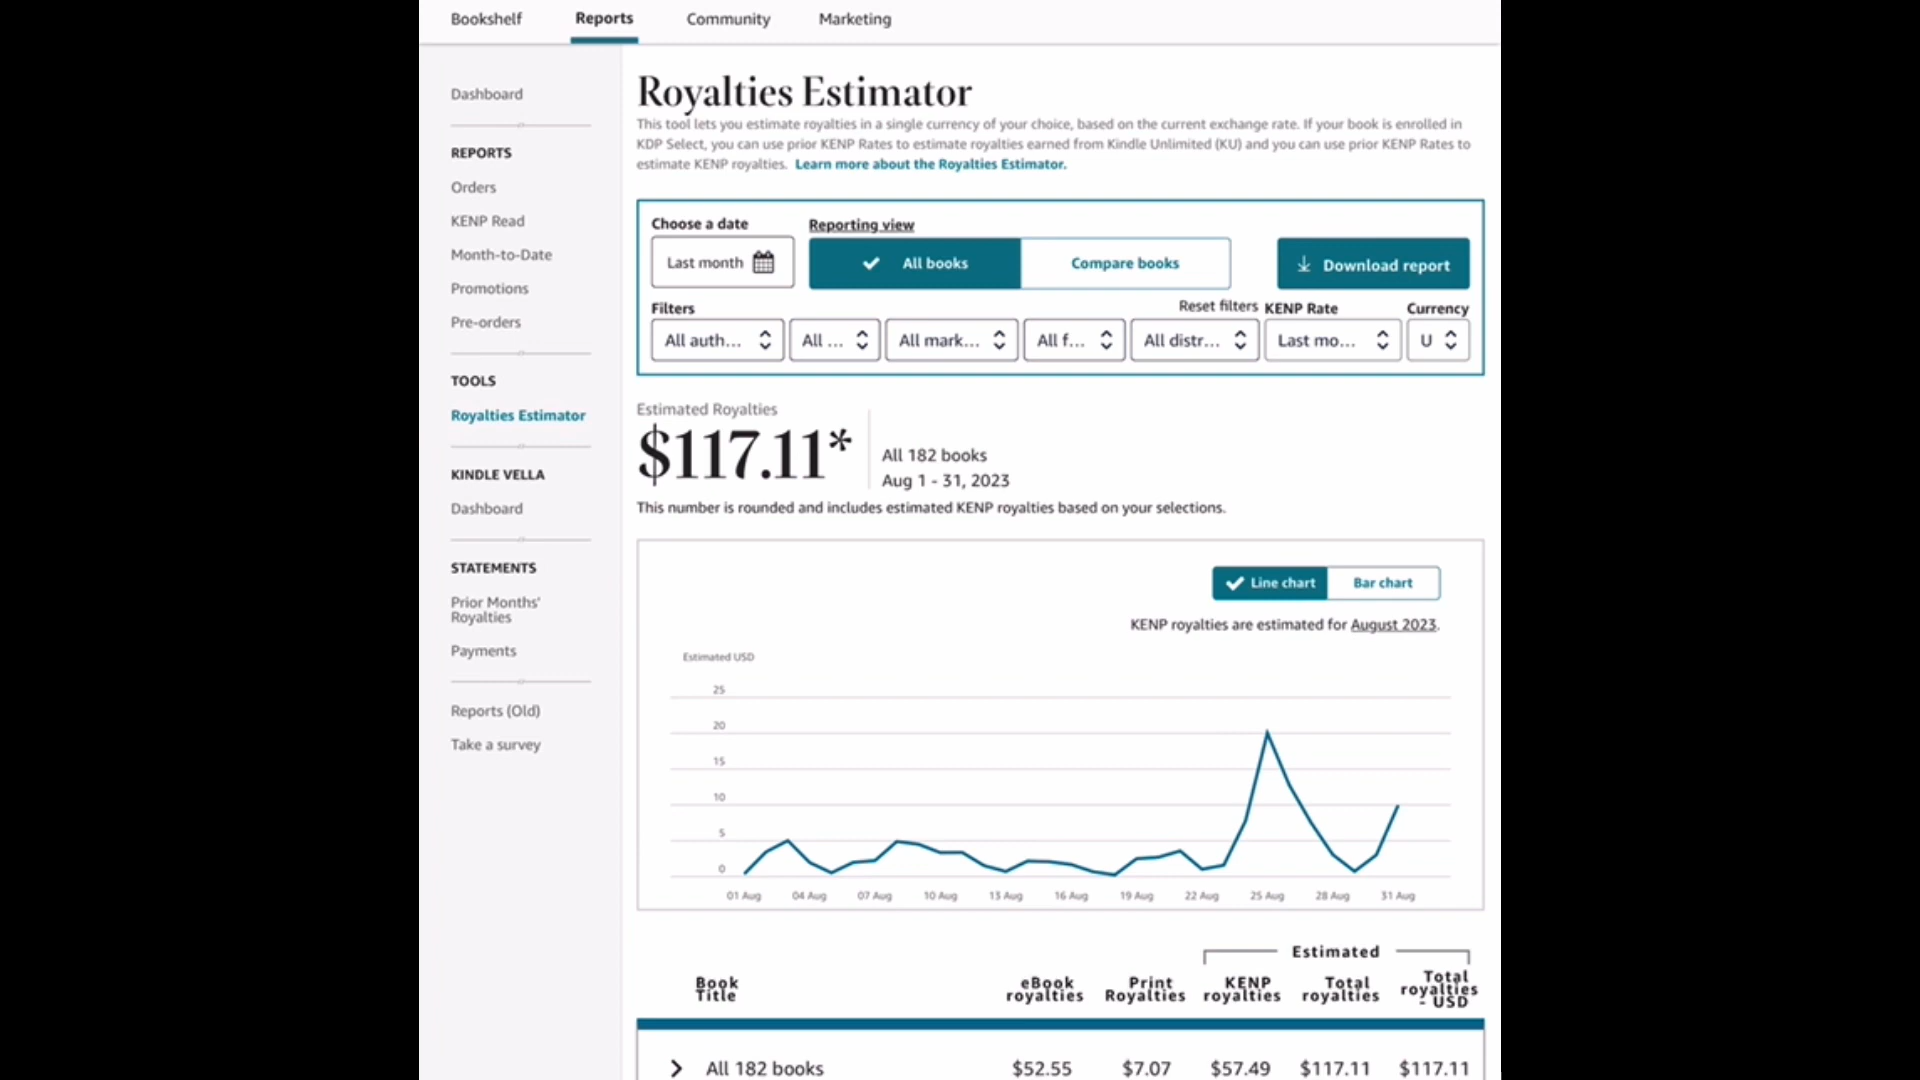 Bookshelf Reports Community Marketing
Dashboard
REPORTS
Orders
KENP Read
Month-to-Date
Promotions
Pre-orders
TOOLS
Royalties Estimator
KINDLE VELLA
Dashboard
STATEMENTS
Prior Months'
Royalties
Payments
Reports (Old)
Take a survey
Royalties Estimator
This tool lets you estimate royalties in a single currency of your choice, based on the current exchange rate. If your book is enrolled in
KDP Select, you can use prior KENP Rates to estimate royalties earned from Kindle Unlimited (KU) and you can use prior KENP Rates to
estimate KENP royalties. Learn more about the Royalties Estimator.
Choose a date Reporting view
Last month All books Compare books Download report
Filters Reset filters KENP Rate Currency
All auth... All ... All mark... All f... All distr... Last mo... U
Estimated Royalties
$117.11*
All 182 books
Aug 1 - 31, 2023
This number is rounded and includes estimated KENP royalties based on your selections.
Line chart Bar chart
KENP royalties are estimated for August 2023.
Estimated USD
25
20
15
10
5
0
01 Aug 04 Aug 07 Aug 10 Aug 13 Aug 16 Aug 19 Aug 22 Aug 25 Aug 28 Aug 31 Aug
Estimated
Book Title eBook royalties Print Royalties KENP royalties Total royalties Total royalties - USD
All 182 books $52.55 $7.07 $57.49 $117.11 $117.11